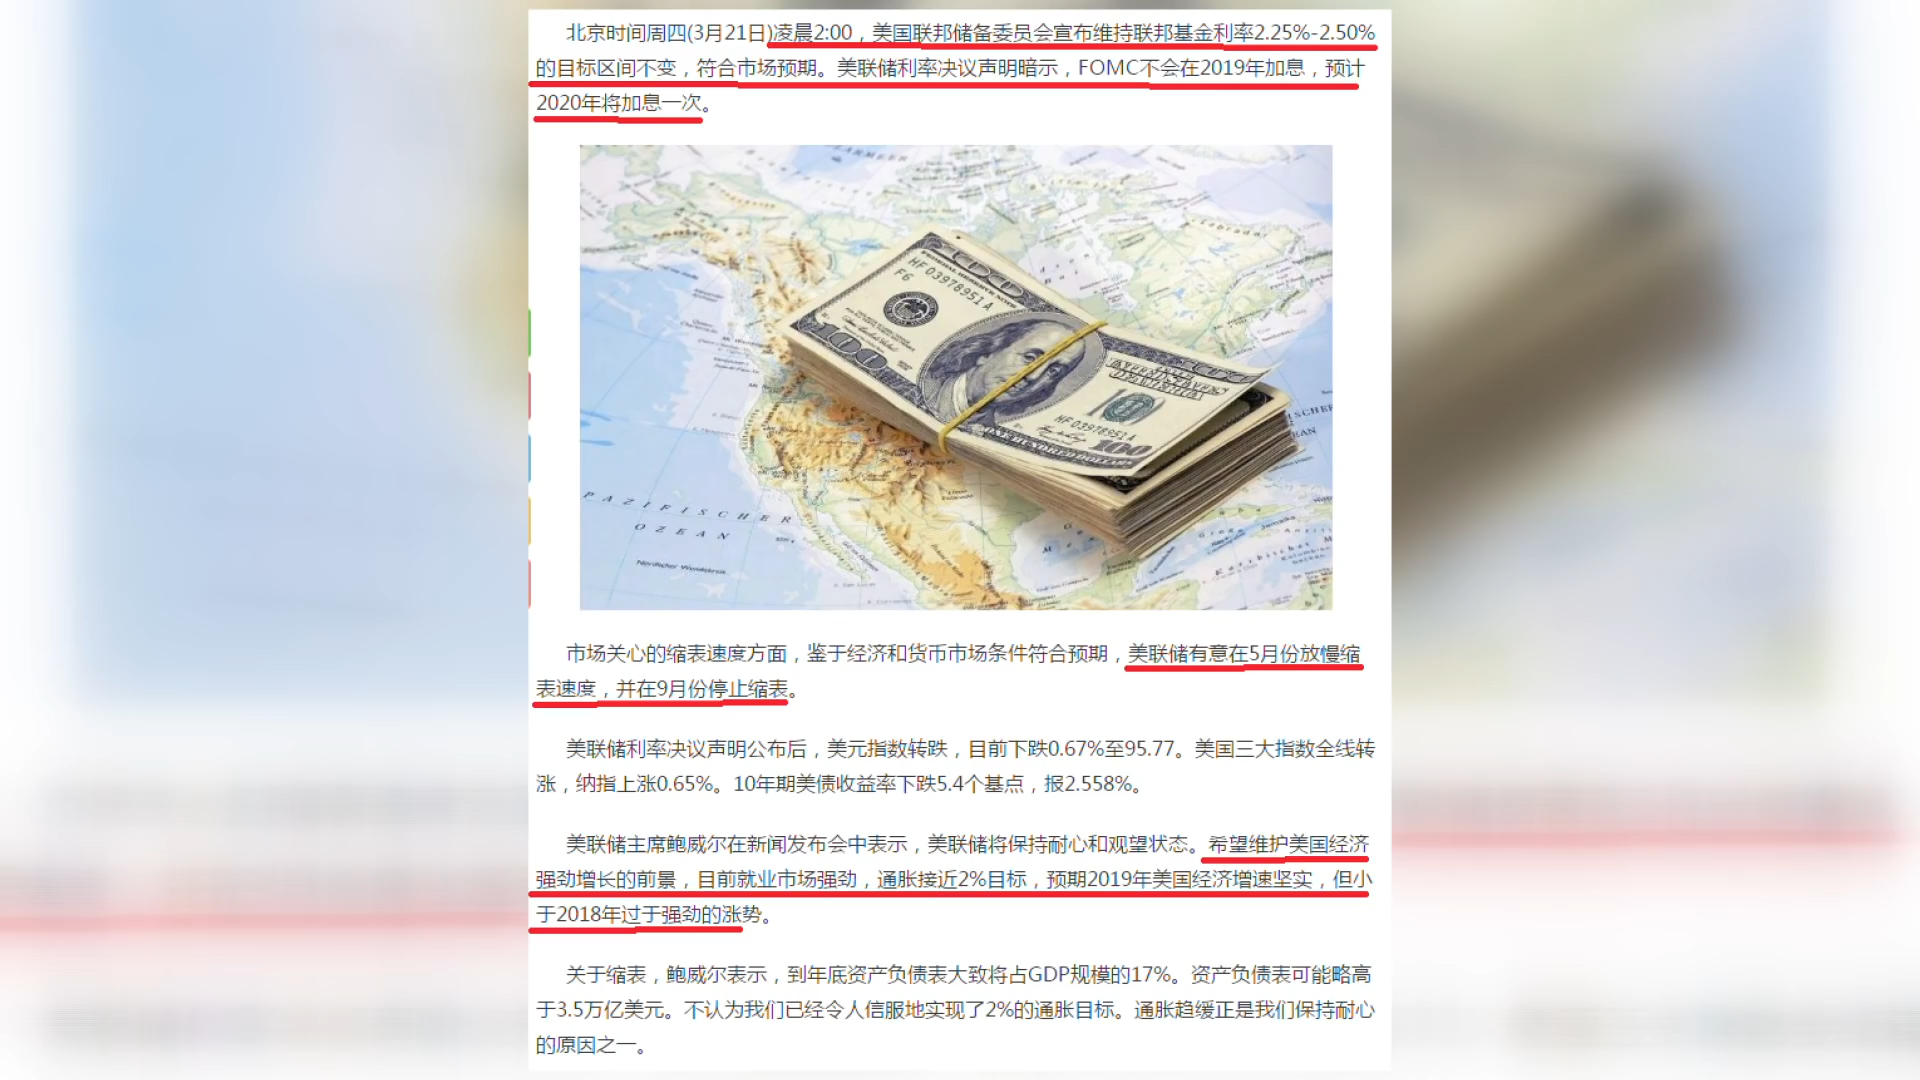 北京时间周四(3月21日)凌晨2:00，美国联邦储备委员会宣布维持联邦基金利率2.25%-2.50%
的目标区间不变，符合市场预期。美联储利率决议声明暗示，FOMC不会在2019年加息，预计
2020年将加息一次。
FEDERAL RESERVE NOTE
HF 03978951 A
F6
100
HF 03978951 A
100
ONE HUNDRED DOLLARS
PAZIFISCHER
OZEAN
Nördlicher Wendekreis
市场关心的缩表速度方面，鉴于经济和货币市场条件符合预期，美联储有意在5月份放慢缩
表速度，并在9月份停止缩表。
美联储利率决议声明公布后，美元指数转跌，目前下跌0.67%至95.77。美国三大指数全线转
涨，纳指上涨0.65%。10年期美债收益率下跌5.4个基点，报2.558%。
美联储主席鲍威尔在新闻发布会中表示，美联储将保持耐心和观望状态。希望维护美国经济
强劲增长的前景，目前就业市场强劲，通胀接近2%目标，预期2019年美国经济增速坚实，但小
于2018年过于强劲的涨势。
关于缩表，鲍威尔表示，到年底资产负债表大致将占GDP规模的17%。资产负债表可能略高
于3.5万亿美元。不认为我们已经令人信服地实现了2%的通胀目标。通胀趋缓正是我们保持耐心
的原因之一。